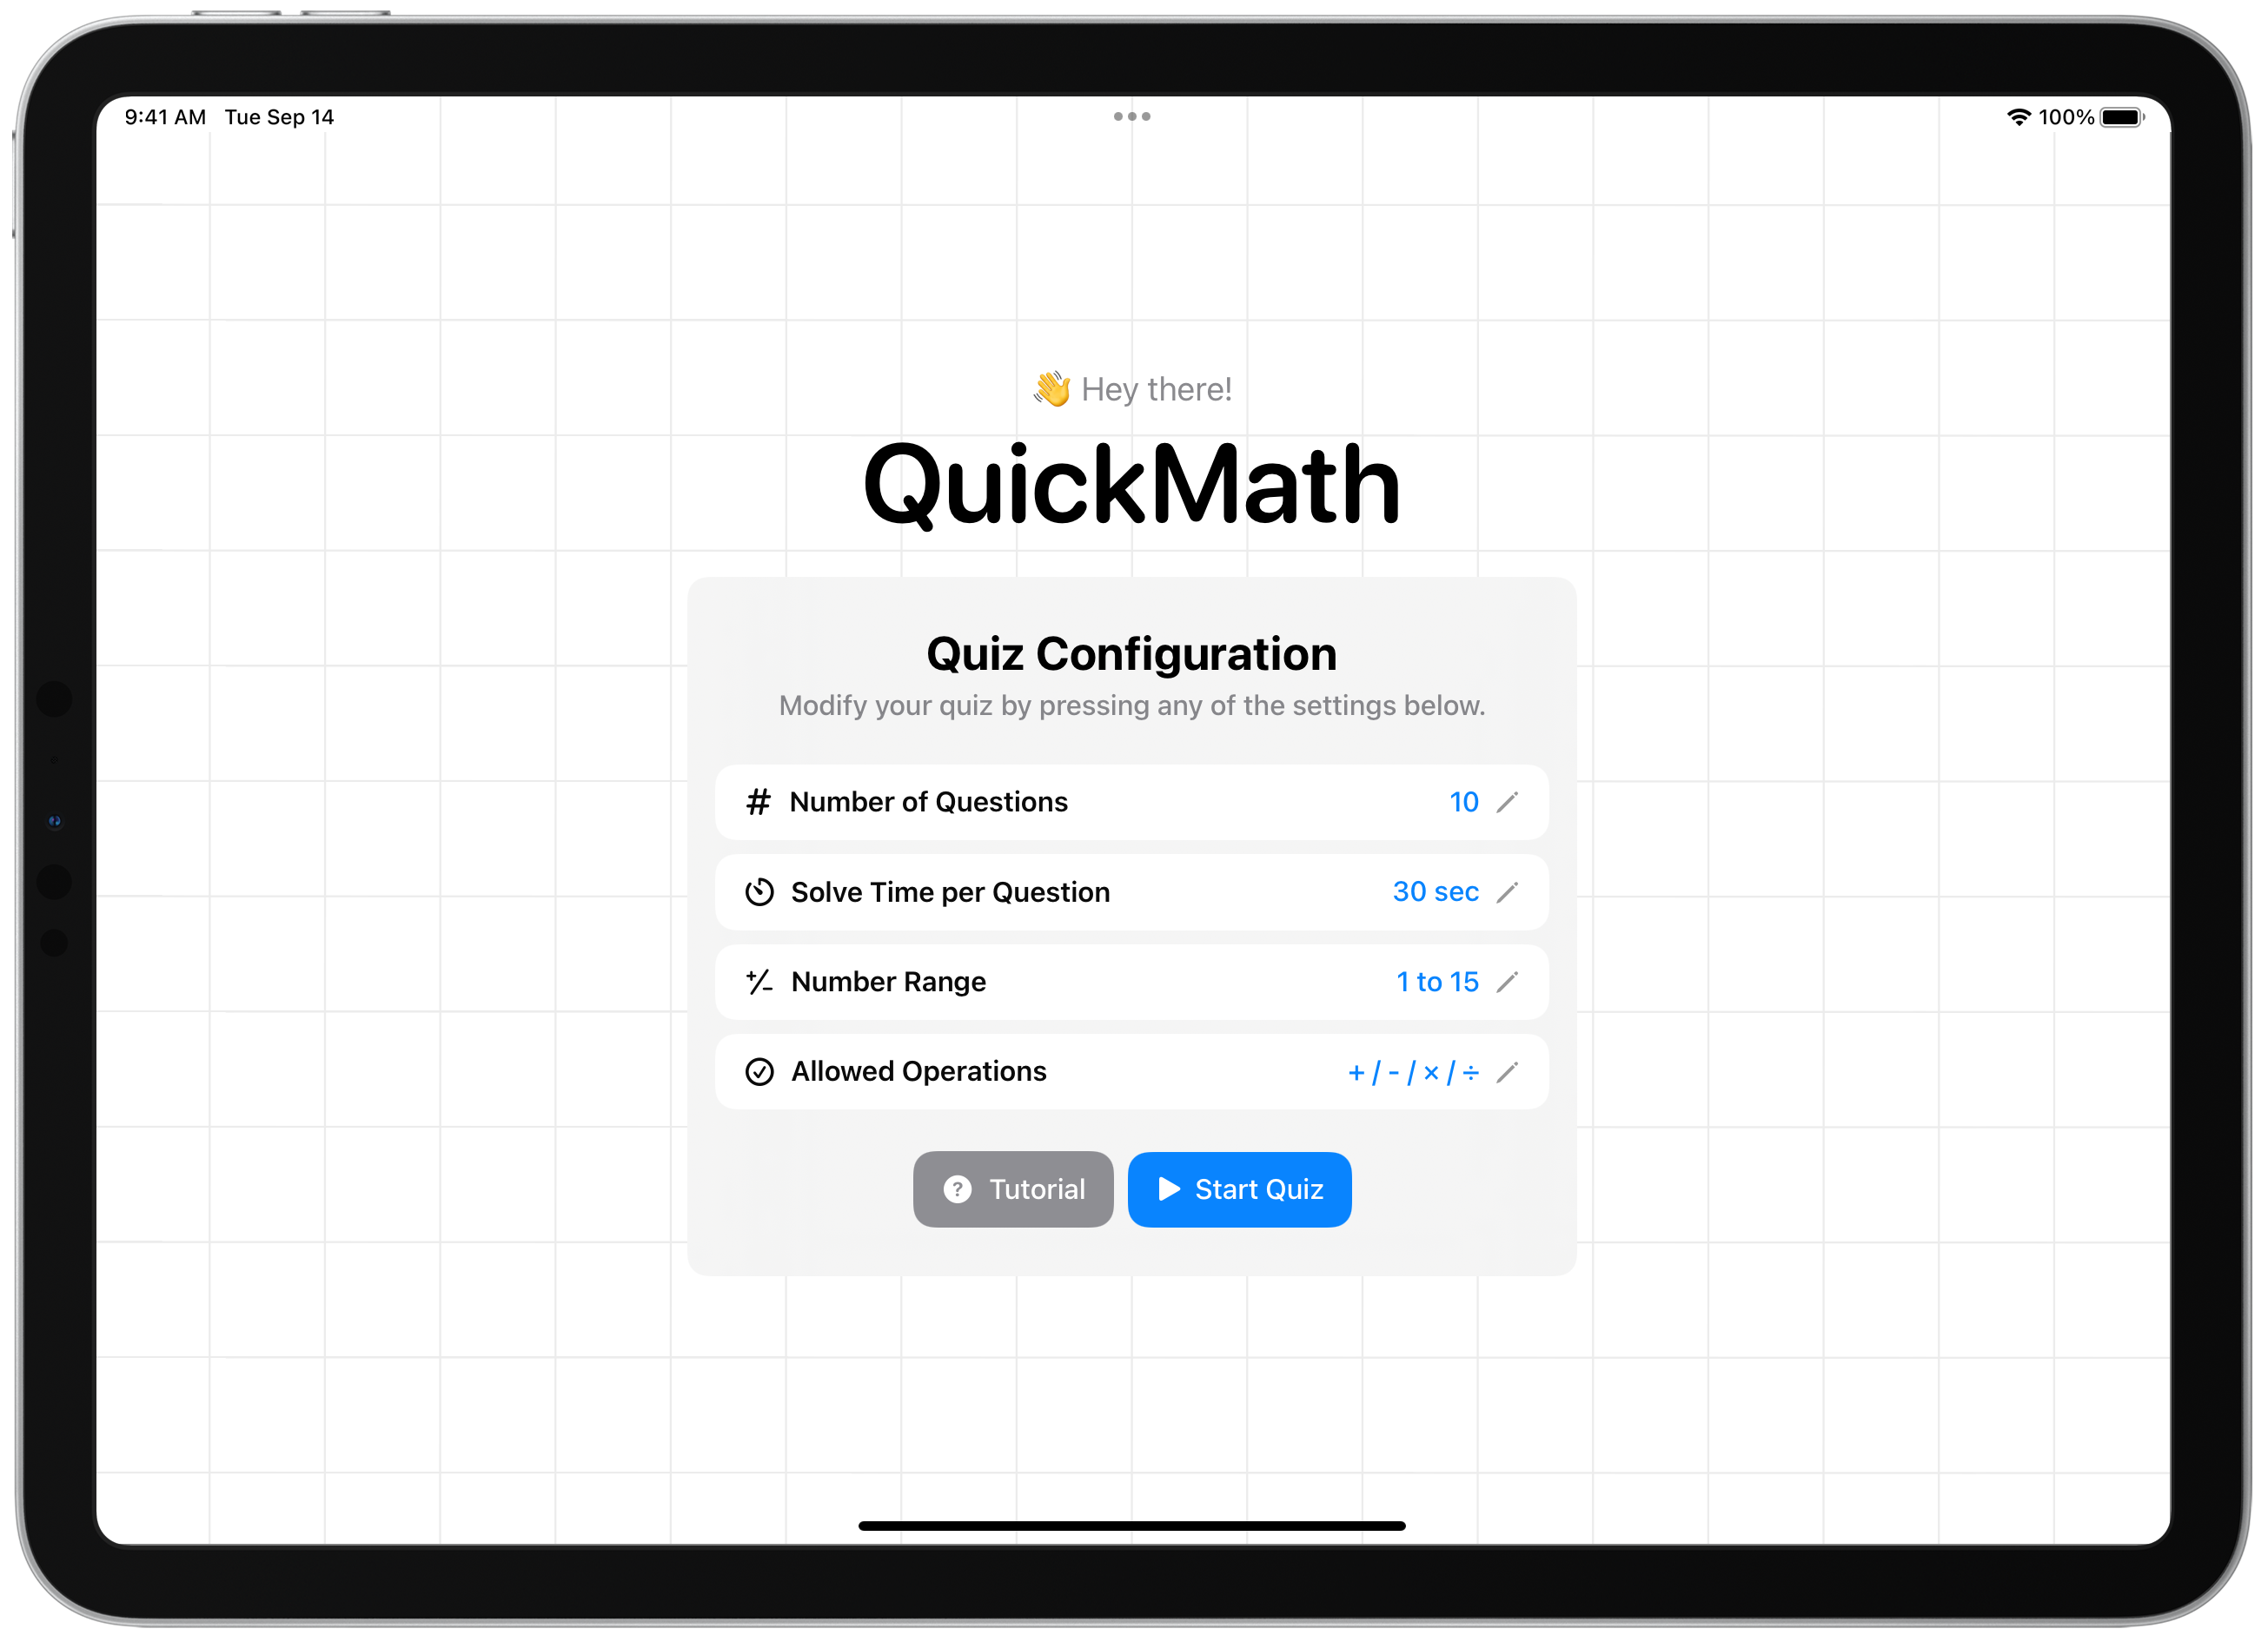 9:41 AM Tue Sep 14
100%
👋 Hey there!
QuickMath
Quiz Configuration
Modify your quiz by pressing any of the settings below.
# Number of Questions 10
Solve Time per Question 30 sec
Number Range 1 to 15
Allowed Operations + / - / × / ÷
Tutorial
Start Quiz